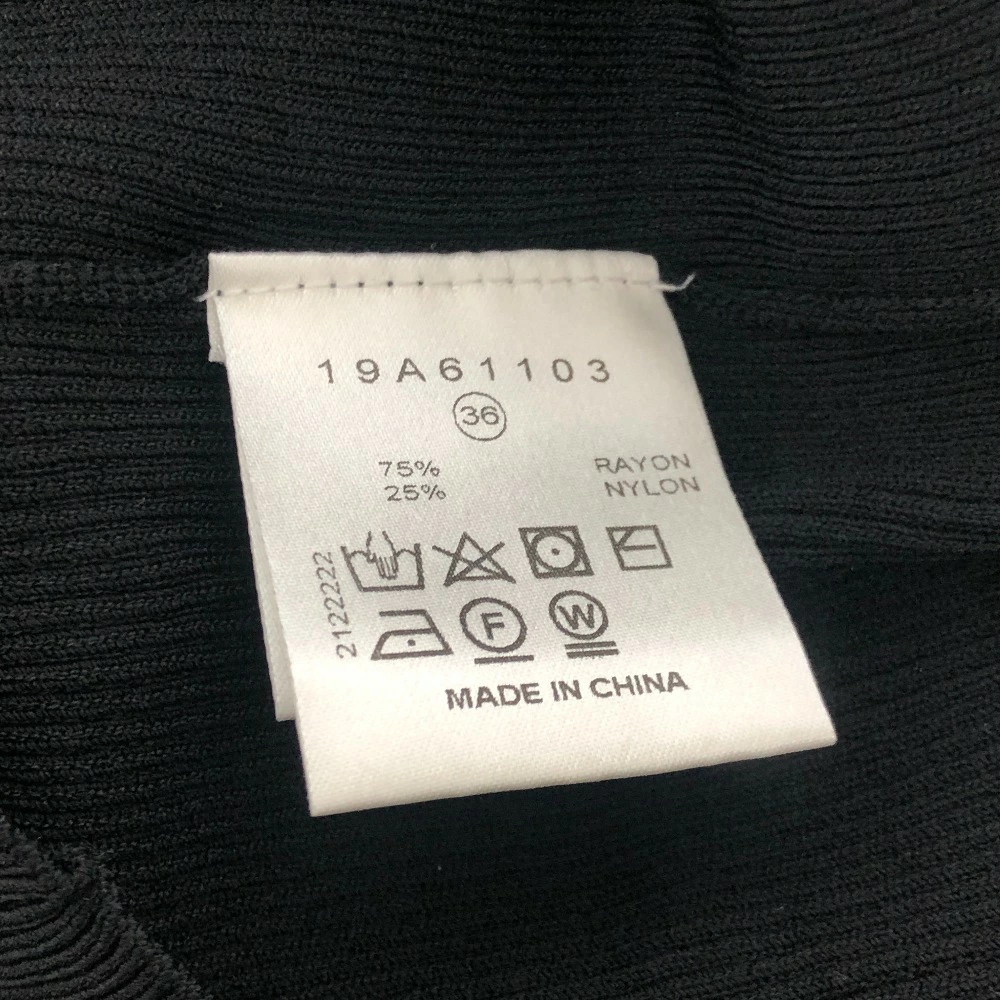 19A61103
36
75% RAYON
25% NYLON
2122222
F W
MADE IN CHINA